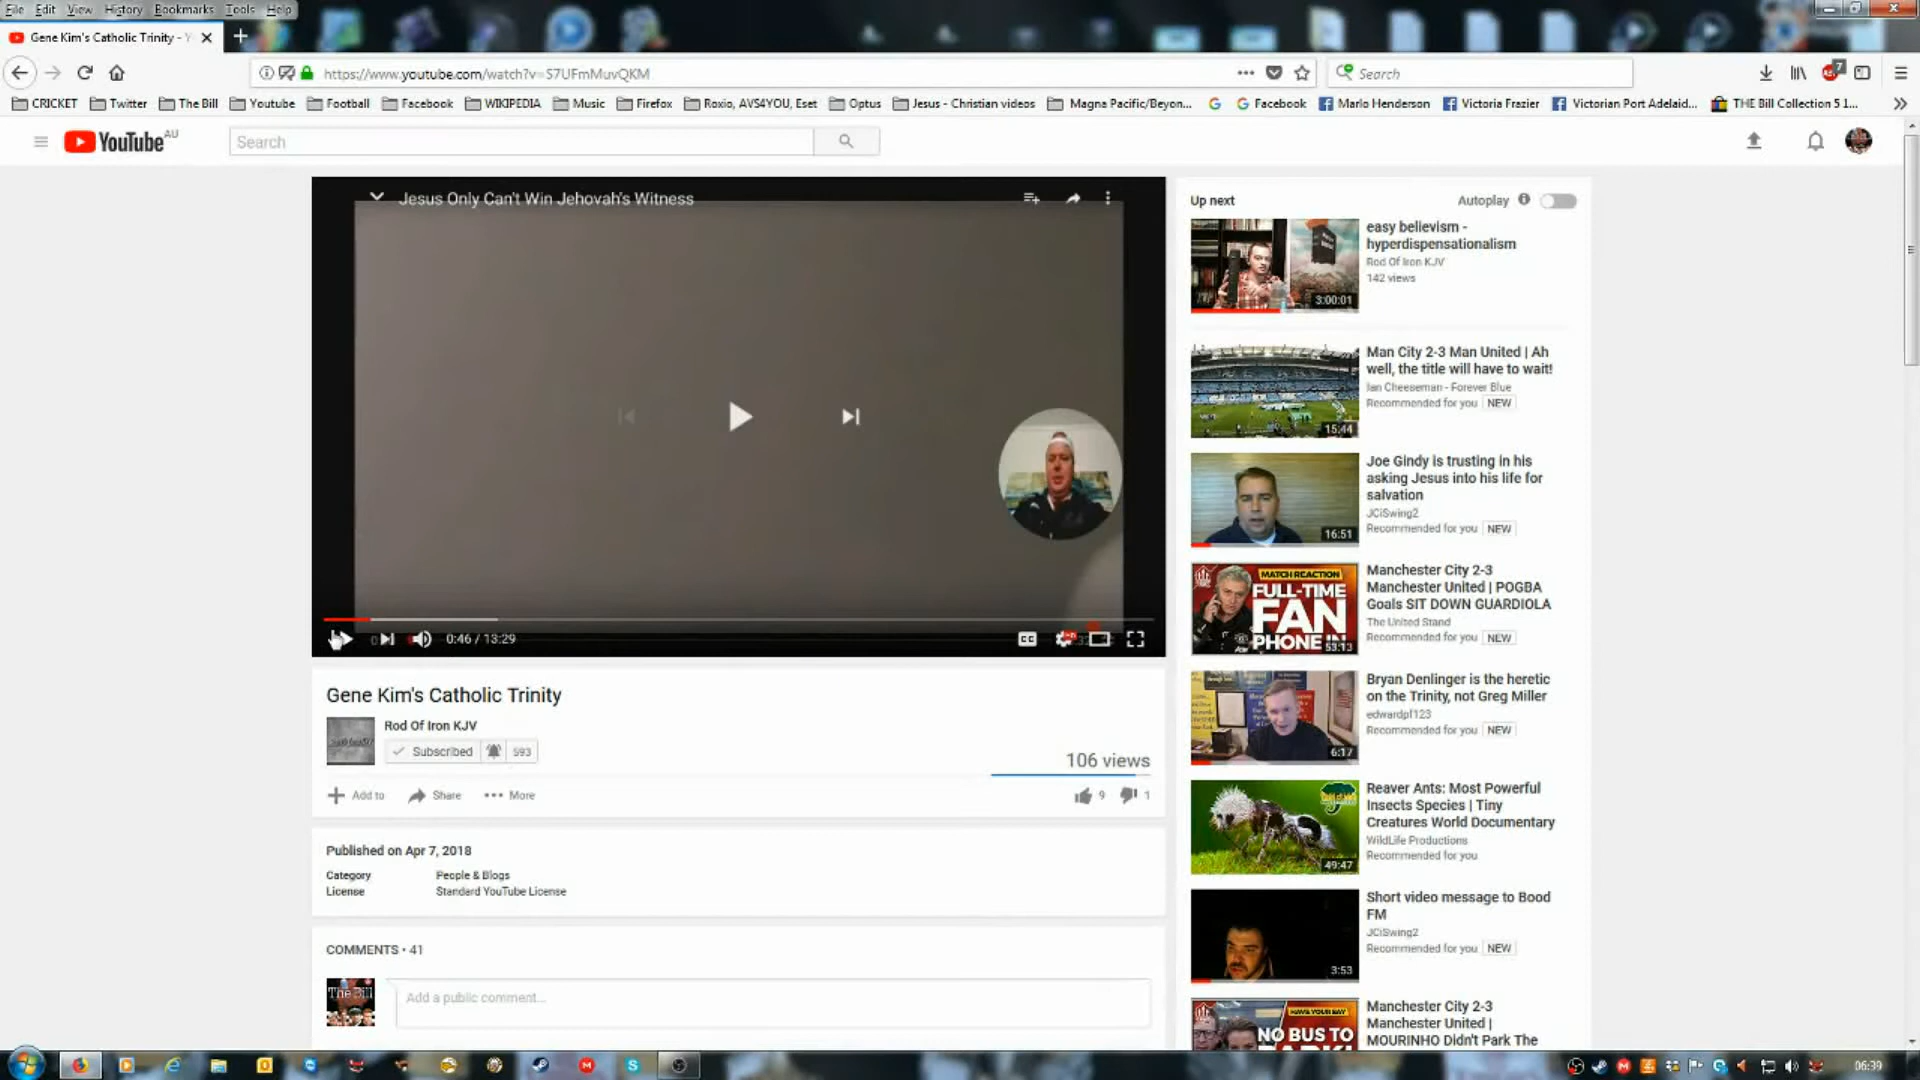 File Edit View History Bookmarks Tools Help
Gene Kim's Catholic Trinity - Y
https://www.youtube.com/watch?v=S7UFmMuvQKM
Search
7
CRICKET Twitter The Bill Youtube Football Facebook WIKIPEDIA Music Firefox Roxio, AVS4YOU, Eset Optus Jesus - Christian videos Magna Pacific/Beyon... Facebook Marlo Henderson Victoria Frazier Victorian Port Adelaid... THE Bill Collection 5 1...
YouTube AU
Search
Jesus Only Can't Win Jehovah's Witness
0:46 / 13:29
CC
Gene Kim's Catholic Trinity
Rod Of Iron KJV
Subscribed 593
106 views
Add to Share More
9 1
Published on Apr 7, 2018
Category People & Blogs
License Standard YouTube License
COMMENTS • 41
The Bill
Add a public comment...
Up next
Autoplay
easy believism -
hyperdispensationalism
Rod Of Iron KJV
142 views
3:00:01
Man City 2-3 Man United | Ah
well, the title will have to wait!
Ian Cheeseman - Forever Blue
Recommended for you NEW
15:44
Joe Gindy is trusting in his
asking Jesus into his life for
salvation
JCiSwing2
Recommended for you NEW
16:51
MATCH REACTION
FULL-TIME
FAN
PHONE IN
53:13
Manchester City 2-3
Manchester United | POGBA
Goals SIT DOWN GUARDIOLA
The United Stand
Recommended for you NEW
Bryan Denlinger is the heretic
on the Trinity, not Greg Miller
edwardpf123
Recommended for you NEW
6:17
Reaver Ants: Most Powerful
Insects Species | Tiny
Creatures World Documentary
WildLife Productions
Recommended for you
49:47
Short video message to Bood
FM
JCiSwing2
Recommended for you NEW
3:53
HAVE YOUR SAY
NO BUS TO
Manchester City 2-3
Manchester United |
MOURINHO Didn't Park The
06:39